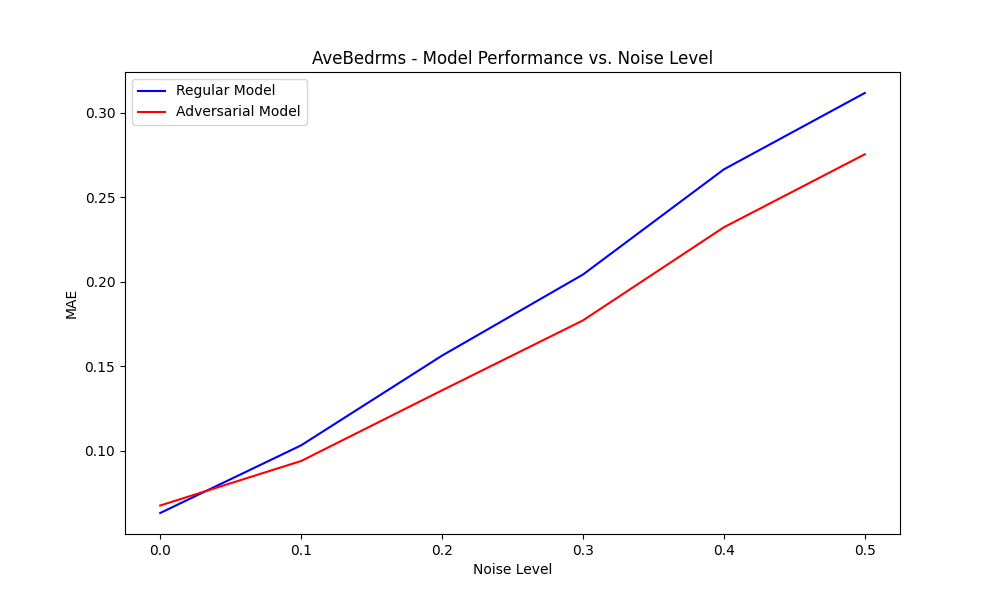 AveBedrms - Model Performance vs. Noise Level
Regular Model
Adversarial Model
0.30
0.25
0.20
0.15
0.10
MAE
0.0 0.1 0.2 0.3 0.4 0.5
Noise Level